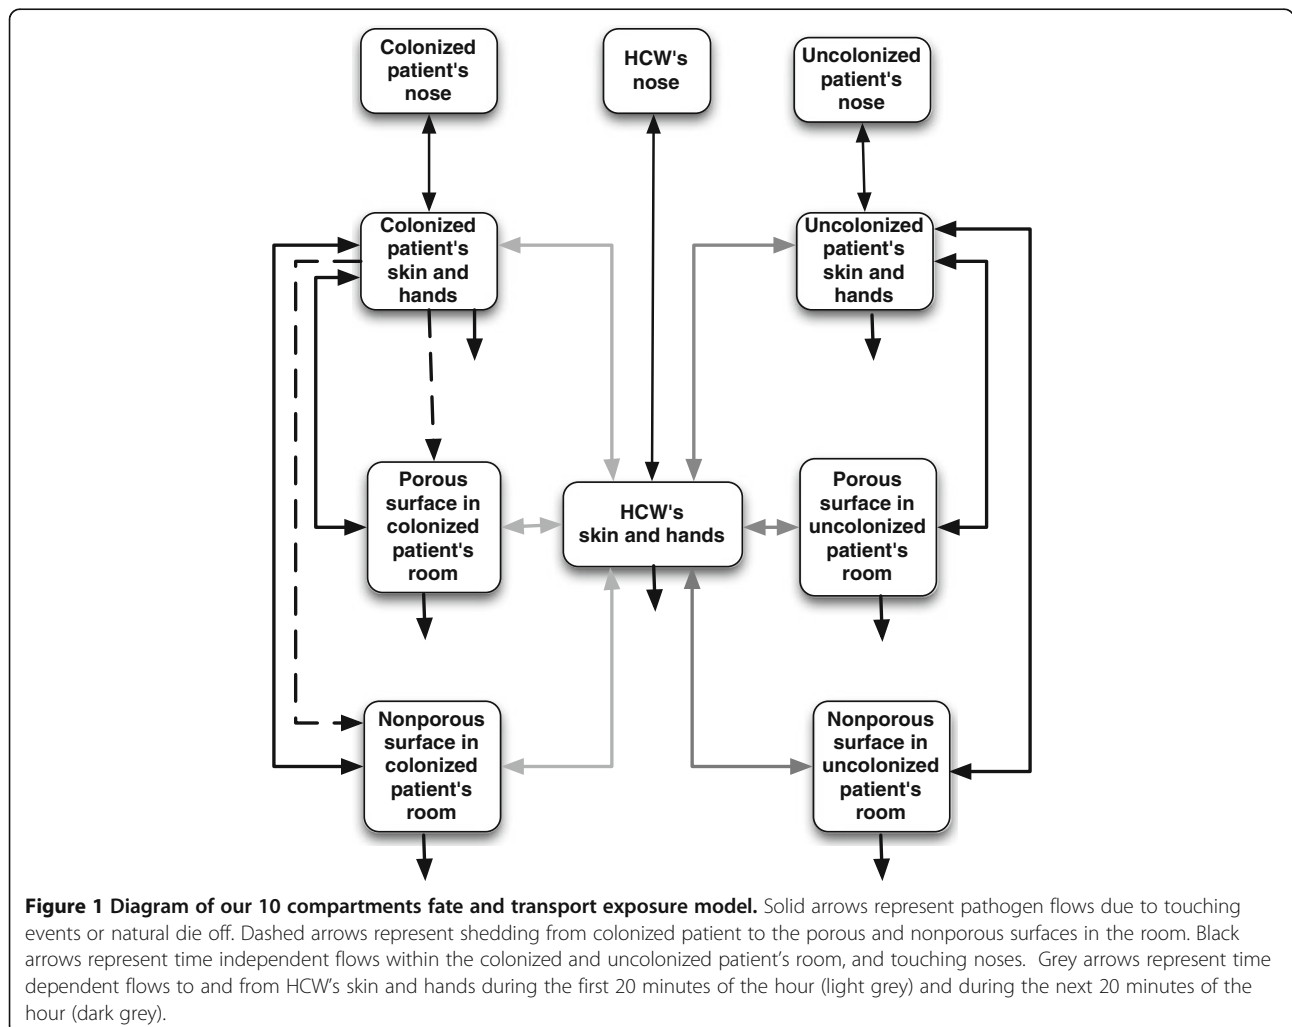 Colonized
patient's
nose
HCW's
nose
Uncolonized
patient's
nose
Colonized
patient's
skin and
hands
Uncolonized
patient's
skin and
hands
Porous
surface in
colonized
patient's
room
HCW's
skin and hands
Porous
surface in
uncolonized
patient's
room
Nonporous
surface in
colonized
patient's
room
Nonporous
surface in
uncolonized
patient's
room
Figure 1 Diagram of our 10 compartments fate and transport exposure model. Solid arrows represent pathogen flows due to touching
events or natural die off. Dashed arrows represent shedding from colonized patient to the porous and nonporous surfaces in the room. Black
arrows represent time independent flows within the colonized and uncolonized patient's room, and touching noses. Grey arrows represent time
dependent flows to and from HCW's skin and hands during the first 20 minutes of the hour (light grey) and during the next 20 minutes of the
hour (dark grey).